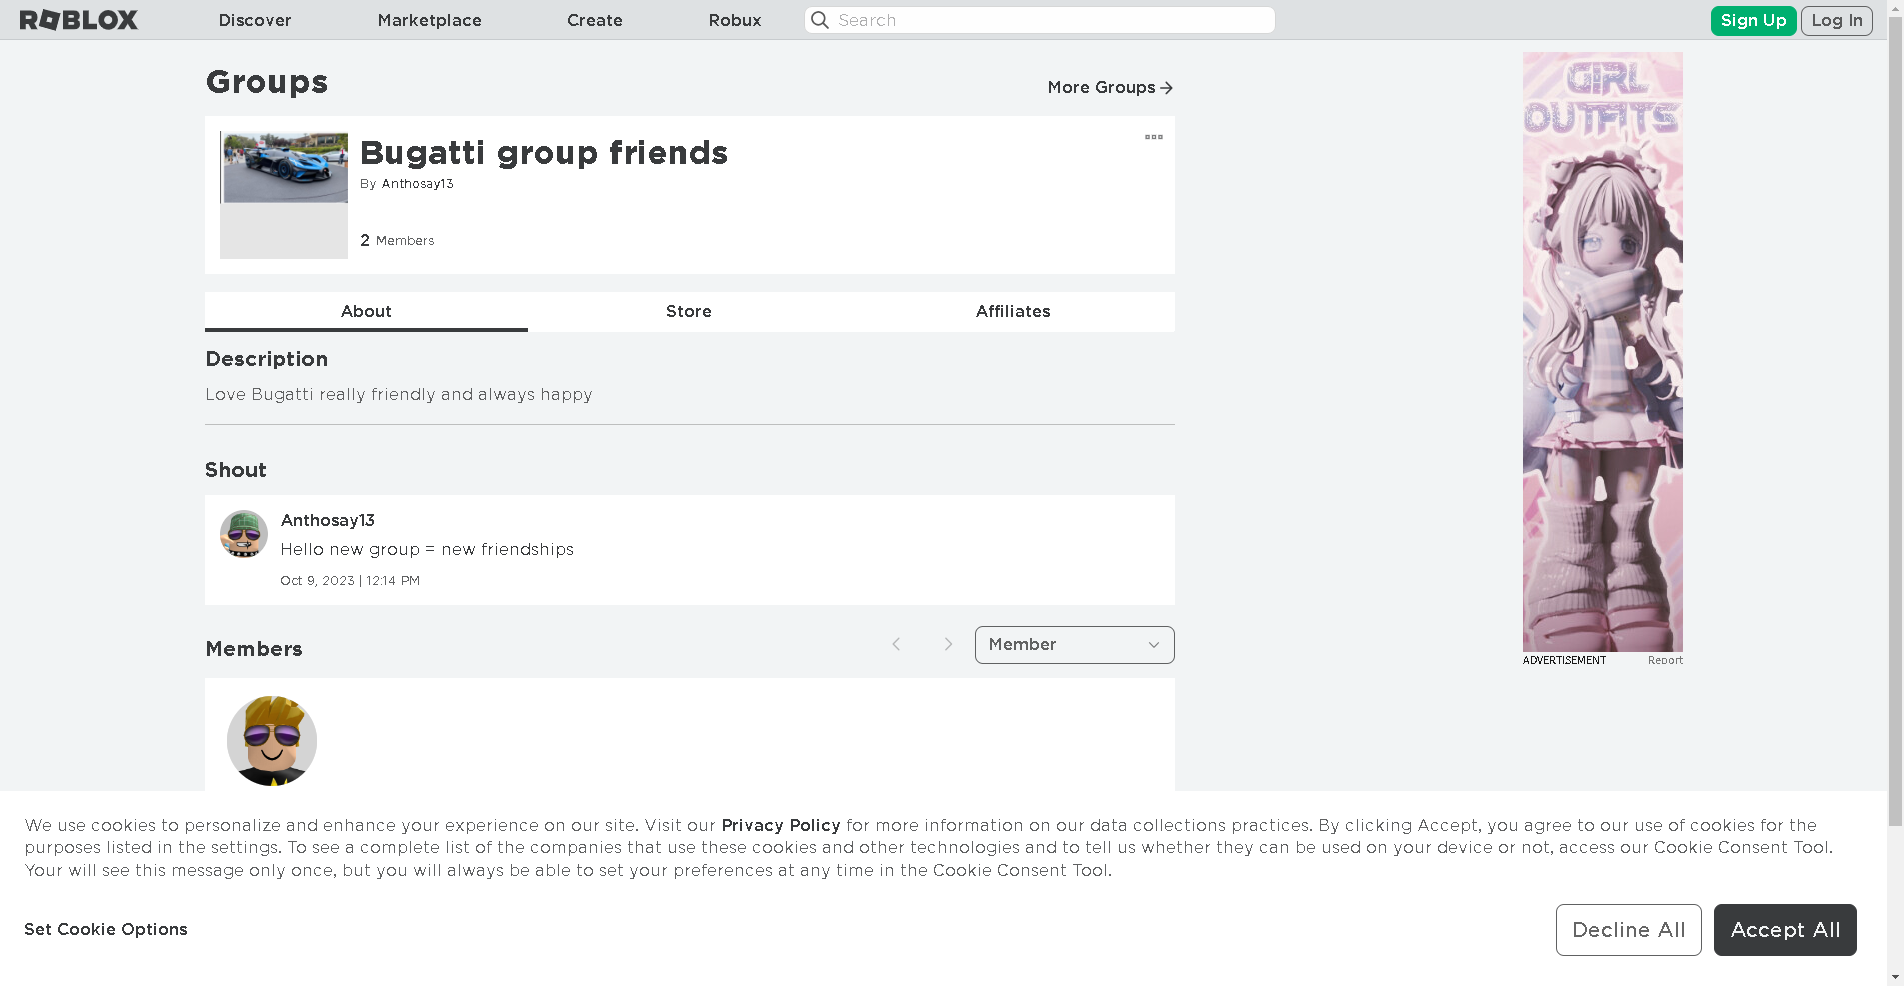 ROBLOX
Discover
Marketplace
Create
Robux
Search
Sign Up
Log In
Groups
More Groups
Bugatti group friends
By Anthosay13
2 Members
About
Store
Affiliates
Description
Love Bugatti really friendly and always happy
Shout
Anthosay13
Hello new group = new friendships
Oct 9, 2023 | 12:14 PM
Members
Member
GIRL
OUTFITS
ADVERTISEMENT
Report
We use cookies to personalize and enhance your experience on our site. Visit our Privacy Policy for more information on our data collections practices. By clicking Accept, you agree to our use of cookies for the
purposes listed in the settings. To see a complete list of the companies that use these cookies and other technologies and to tell us whether they can be used on your device or not, access our Cookie Consent Tool.
Your will see this message only once, but you will always be able to set your preferences at any time in the Cookie Consent Tool.
Set Cookie Options
Decline All
Accept All